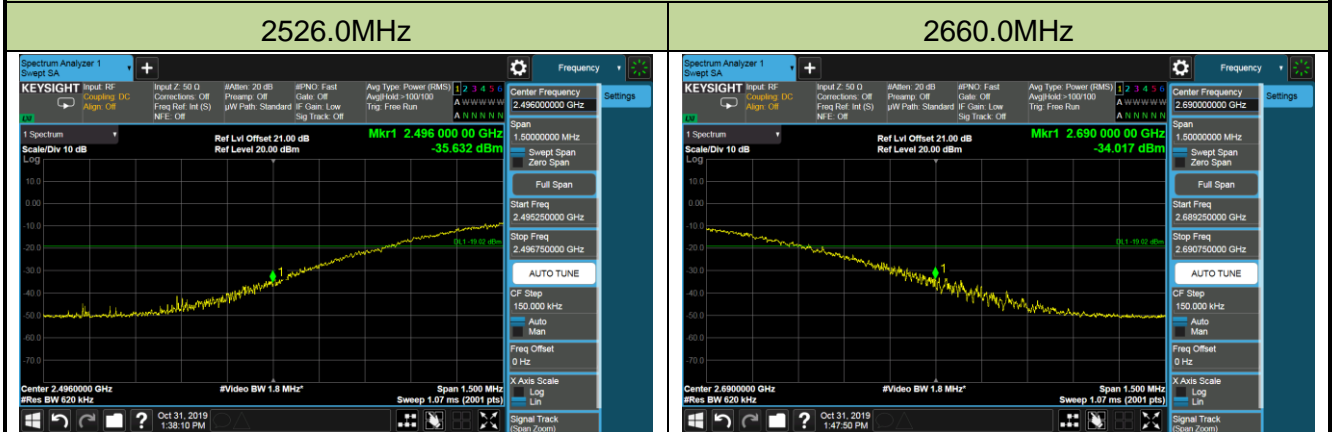 2526.0MHz
2660.0MHz
Spectrum Analyzer 1
Swept SA
Frequency
KEYSIGHT
Input: RF
Coupling: DC
Align: Off
Input Z: 50 Ω
Corrections: Off
Freq Ref: Int (S)
NFE: Off
#Atten: 20 dB
Preamp: Off
µW Path: Standard
#PNO: Fast
Gate: Off
IF Gain: Low
Sig Track: Off
Avg Type: Power (RMS)
Avg|Hold:>100/100
Trig: Free Run
1 2 3 4 5 6
A W W W W W
A N N N N N
LW
1 Spectrum
Scale/Div 10 dB
Log
Ref Lvl Offset 21.00 dB
Ref Level 20.00 dBm
Mkr1 2.496 000 00 GHz
-35.632 dBm
10.0
0.00
-10.0
-20.0
-30.0
-40.0
-50.0
-60.0
-70.0
DL1 -19.02 dBm
1
Center 2.4960000 GHz
#Video BW 1.8 MHz*
Span 1.500 MHz
#Res BW 620 kHz
Sweep 1.07 ms (2001 pts)
Oct 31, 2019
1:38:10 PM
Center Frequency
2.496000000 GHz
Settings
Span
1.50000000 MHz
Swept Span
Zero Span
Full Span
Start Freq
2.495250000 GHz
Stop Freq
2.496750000 GHz
AUTO TUNE
CF Step
150.000 kHz
Auto
Man
Freq Offset
0 Hz
X Axis Scale
Log
Lin
Signal Track
(Span Zoom)
Spectrum Analyzer 1
Swept SA
Frequency
KEYSIGHT
Input: RF
Coupling: DC
Align: Off
Input Z: 50 Ω
Corrections: Off
Freq Ref: Int (S)
NFE: Off
#Atten: 20 dB
Preamp: Off
µW Path: Standard
#PNO: Fast
Gate: Off
IF Gain: Low
Sig Track: Off
Avg Type: Power (RMS)
Avg|Hold:>100/100
Trig: Free Run
1 2 3 4 5 6
A W W W W W
A N N N N N
LW
1 Spectrum
Scale/Div 10 dB
Log
Ref Lvl Offset 21.00 dB
Ref Level 20.00 dBm
Mkr1 2.690 000 00 GHz
-34.017 dBm
10.0
0.00
-10.0
-20.0
-30.0
-40.0
-50.0
-60.0
-70.0
DL1 -19.02 dBm
1
Center 2.6900000 GHz
#Video BW 1.8 MHz*
Span 1.500 MHz
#Res BW 620 kHz
Sweep 1.07 ms (2001 pts)
Oct 31, 2019
1:47:50 PM
Center Frequency
2.690000000 GHz
Settings
Span
1.50000000 MHz
Swept Span
Zero Span
Full Span
Start Freq
2.689250000 GHz
Stop Freq
2.690750000 GHz
AUTO TUNE
CF Step
150.000 kHz
Auto
Man
Freq Offset
0 Hz
X Axis Scale
Log
Lin
Signal Track
(Span Zoom)